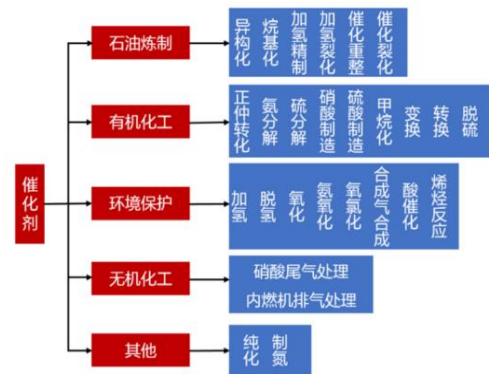 催化剂
石油炼制
异构化
烷基化
加氢精制
加氢裂化
催化重整
催化裂化
有机化工
正仲转化
氨分解
硫分解
硝酸制造
硫酸制造
甲烷化
变换
转换
脱硫
环境保护
加氢
脱氢
氧化
氨氧化
氧氯化
合成气合成
酸催化
烯烃反应
无机化工
硝酸尾气处理
内燃机排气处理
其他
纯化
制氮